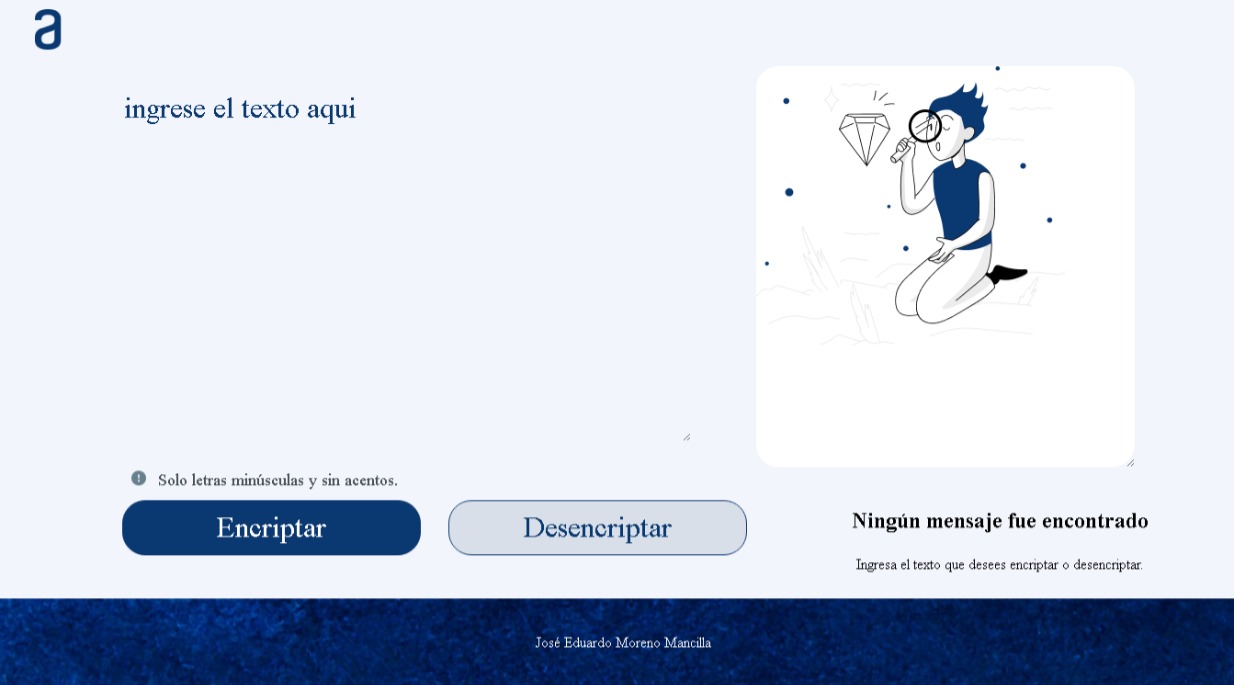 a
ingrese el texto aqui
Solo letras minúsculas y sin acentos.
Encriptar
Desencriptar
Ningún mensaje fue encontrado
Ingresa el texto que desees encriptar o desencriptar.
José Eduardo Moreno Mancilla